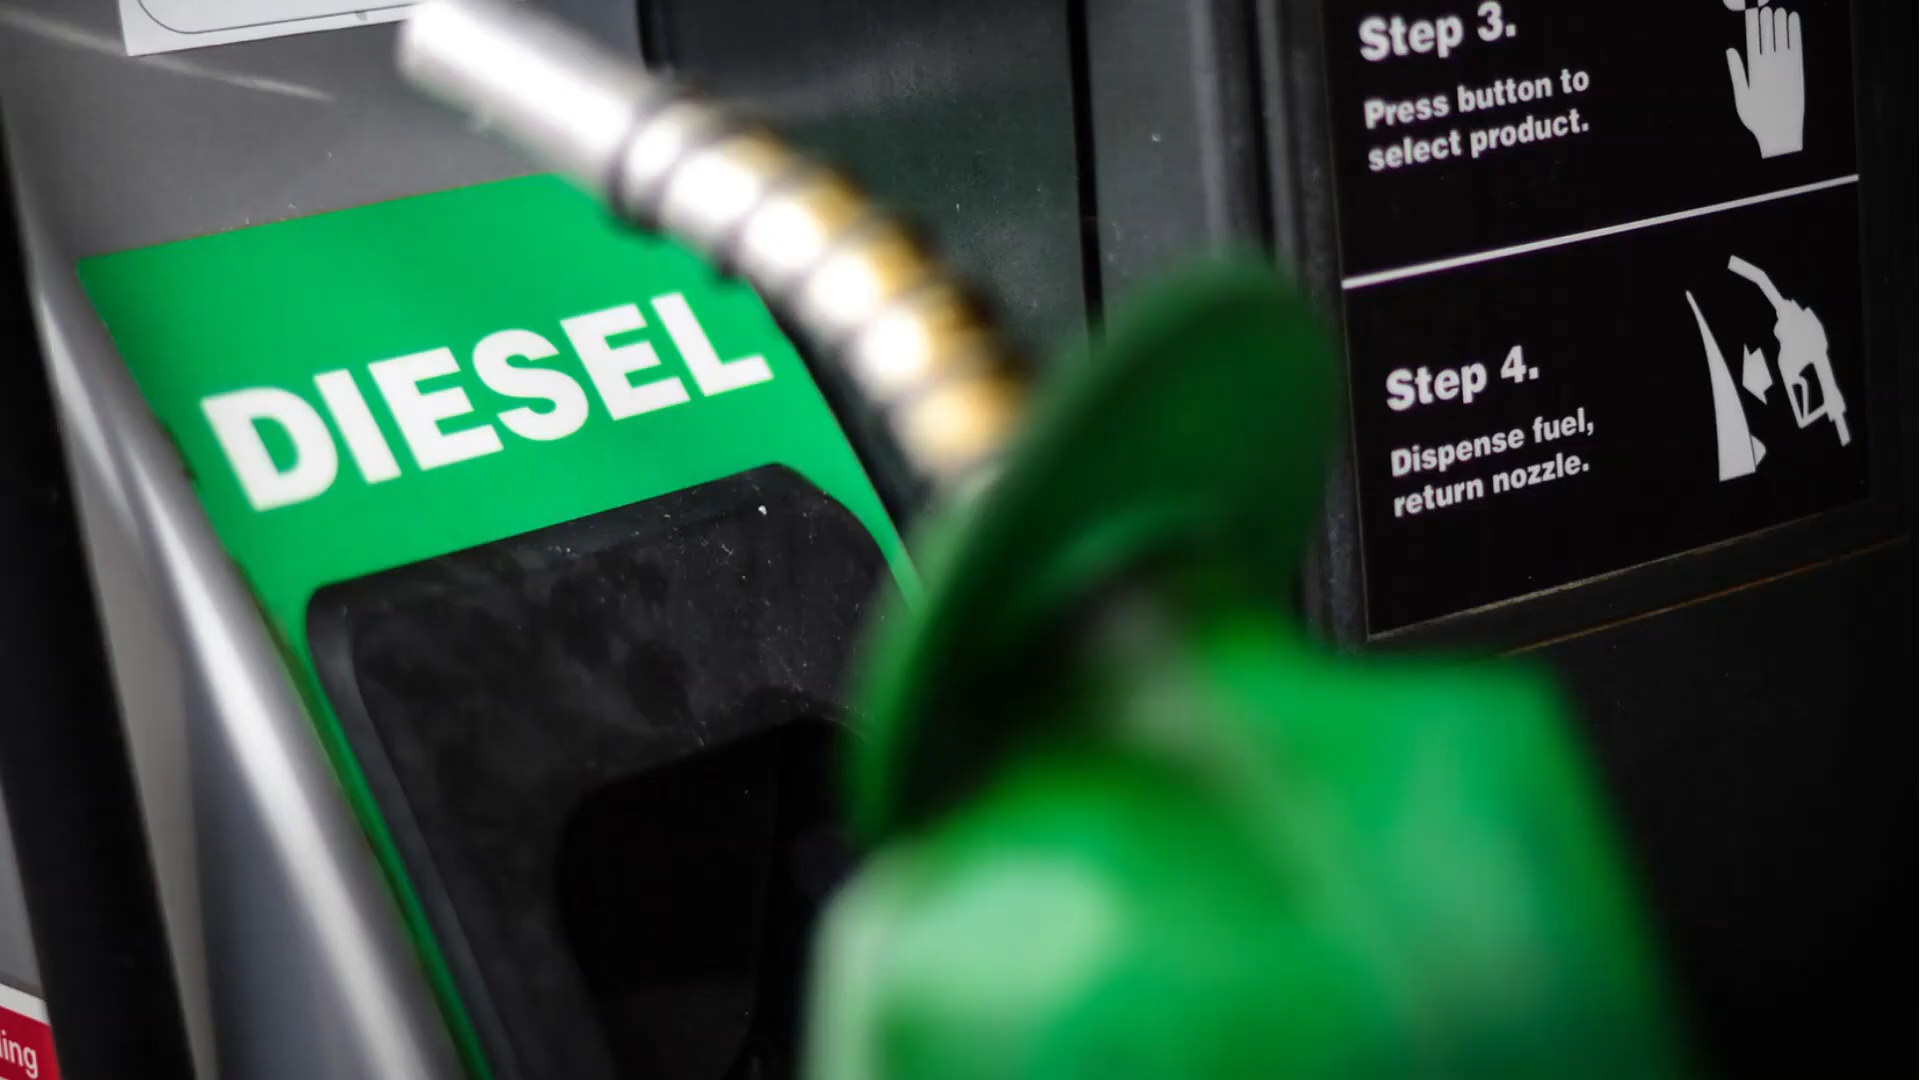 DIESEL
Step 3.
Press button to
select product.
Step 4.
Dispense fuel,
return nozzle.